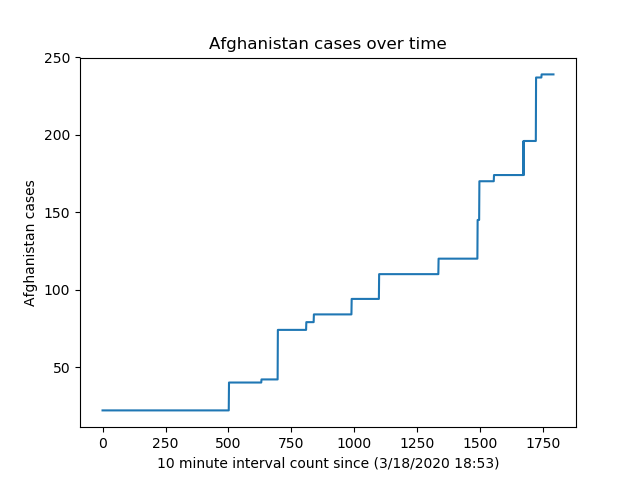 Afghanistan cases over time
250
200
150
100
50
Afghanistan cases
0 250 500 750 1000 1250 1500 1750
10 minute interval count since (3/18/2020 18:53)